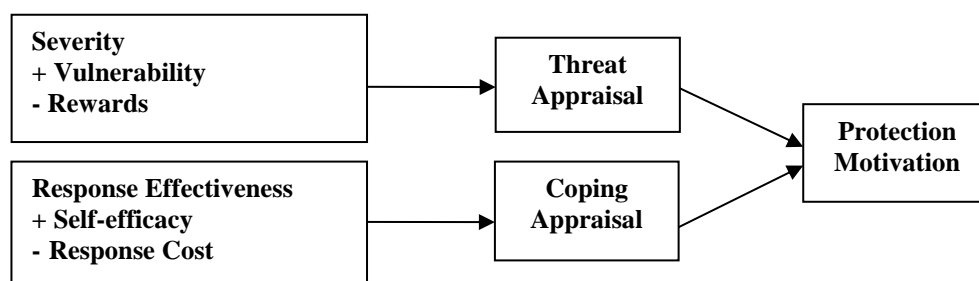 Severity
+ Vulnerability
- Rewards
Threat
Appraisal
Protection
Motivation
Response Effectiveness
+ Self-efficacy
- Response Cost
Coping
Appraisal